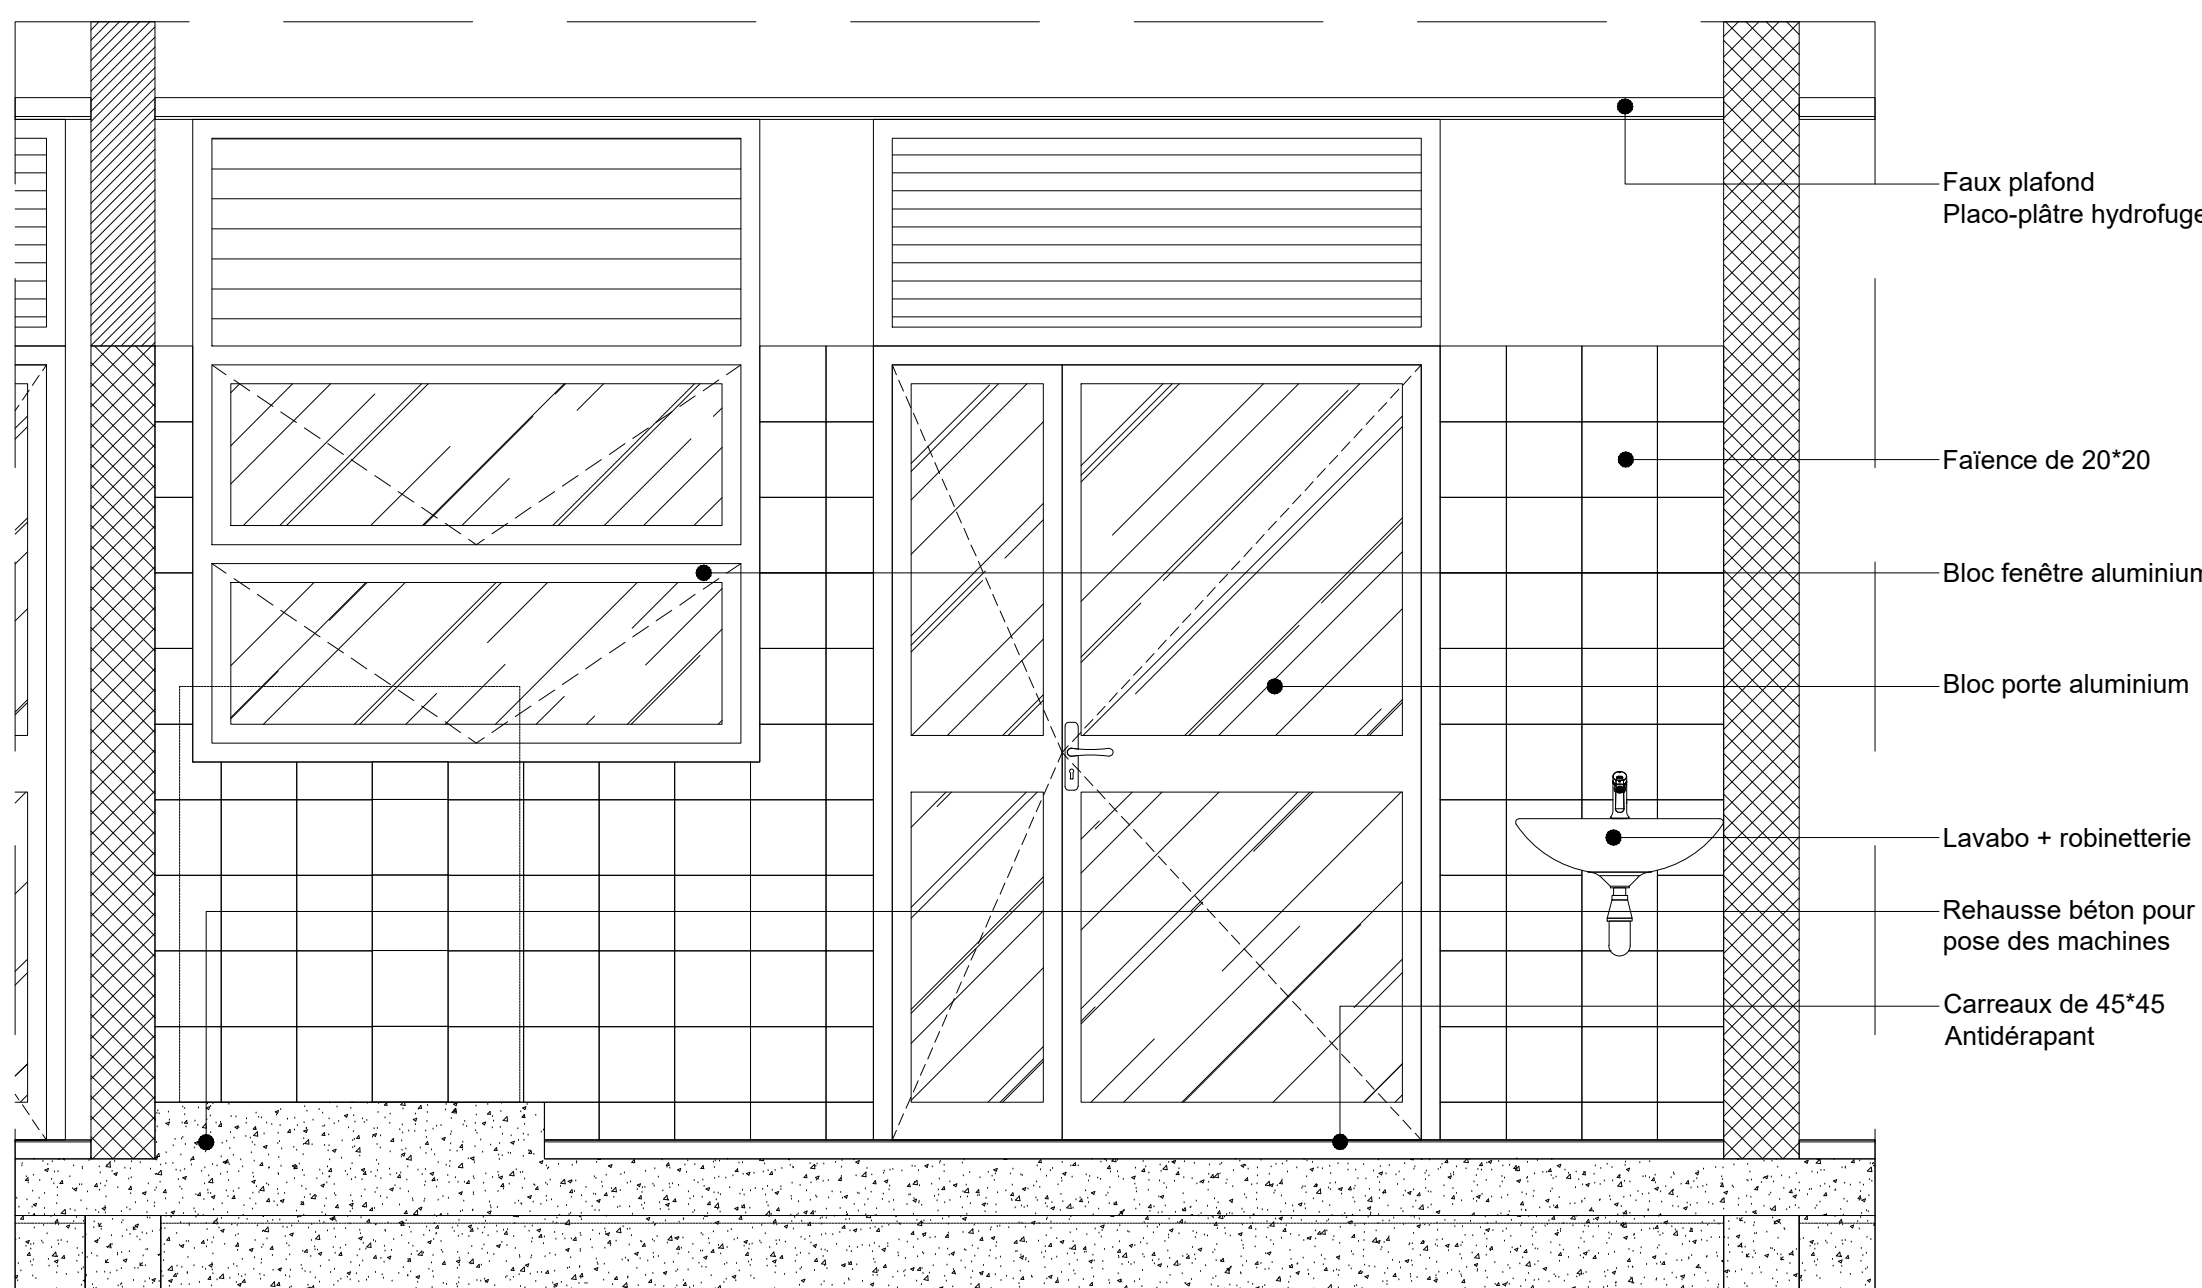 Faux plafond
Placo-plâtre hydrofuge
Faïence de 20*20
Bloc fenêtre aluminium
Bloc porte aluminium
Lavabo + robinetterie
Rehausse béton pour
pose des machines
Carreaux de 45*45
Antidérapant